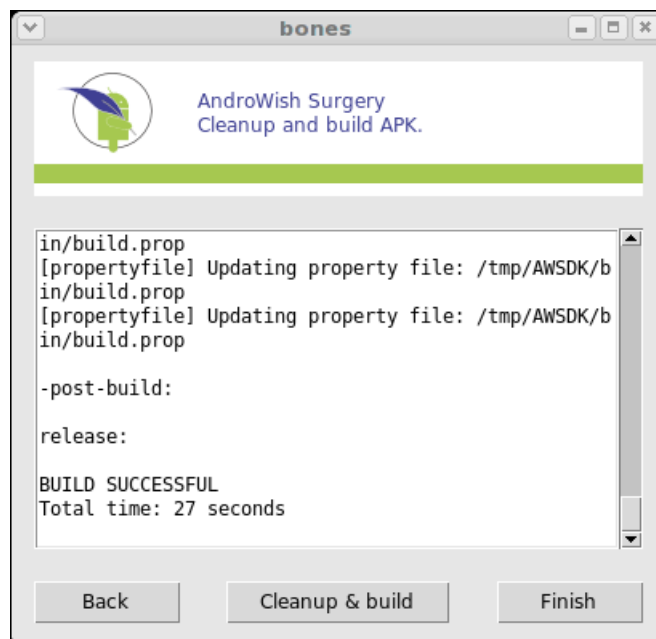 bones
AndroWish Surgery
Cleanup and build APK.
in/build.prop
[propertyfile] Updating property file: /tmp/AWSDK/b
in/build.prop
[propertyfile] Updating property file: /tmp/AWSDK/b
in/build.prop
-post-build:
release:
BUILD SUCCESSFUL
Total time: 27 seconds
Back
Cleanup & build
Finish